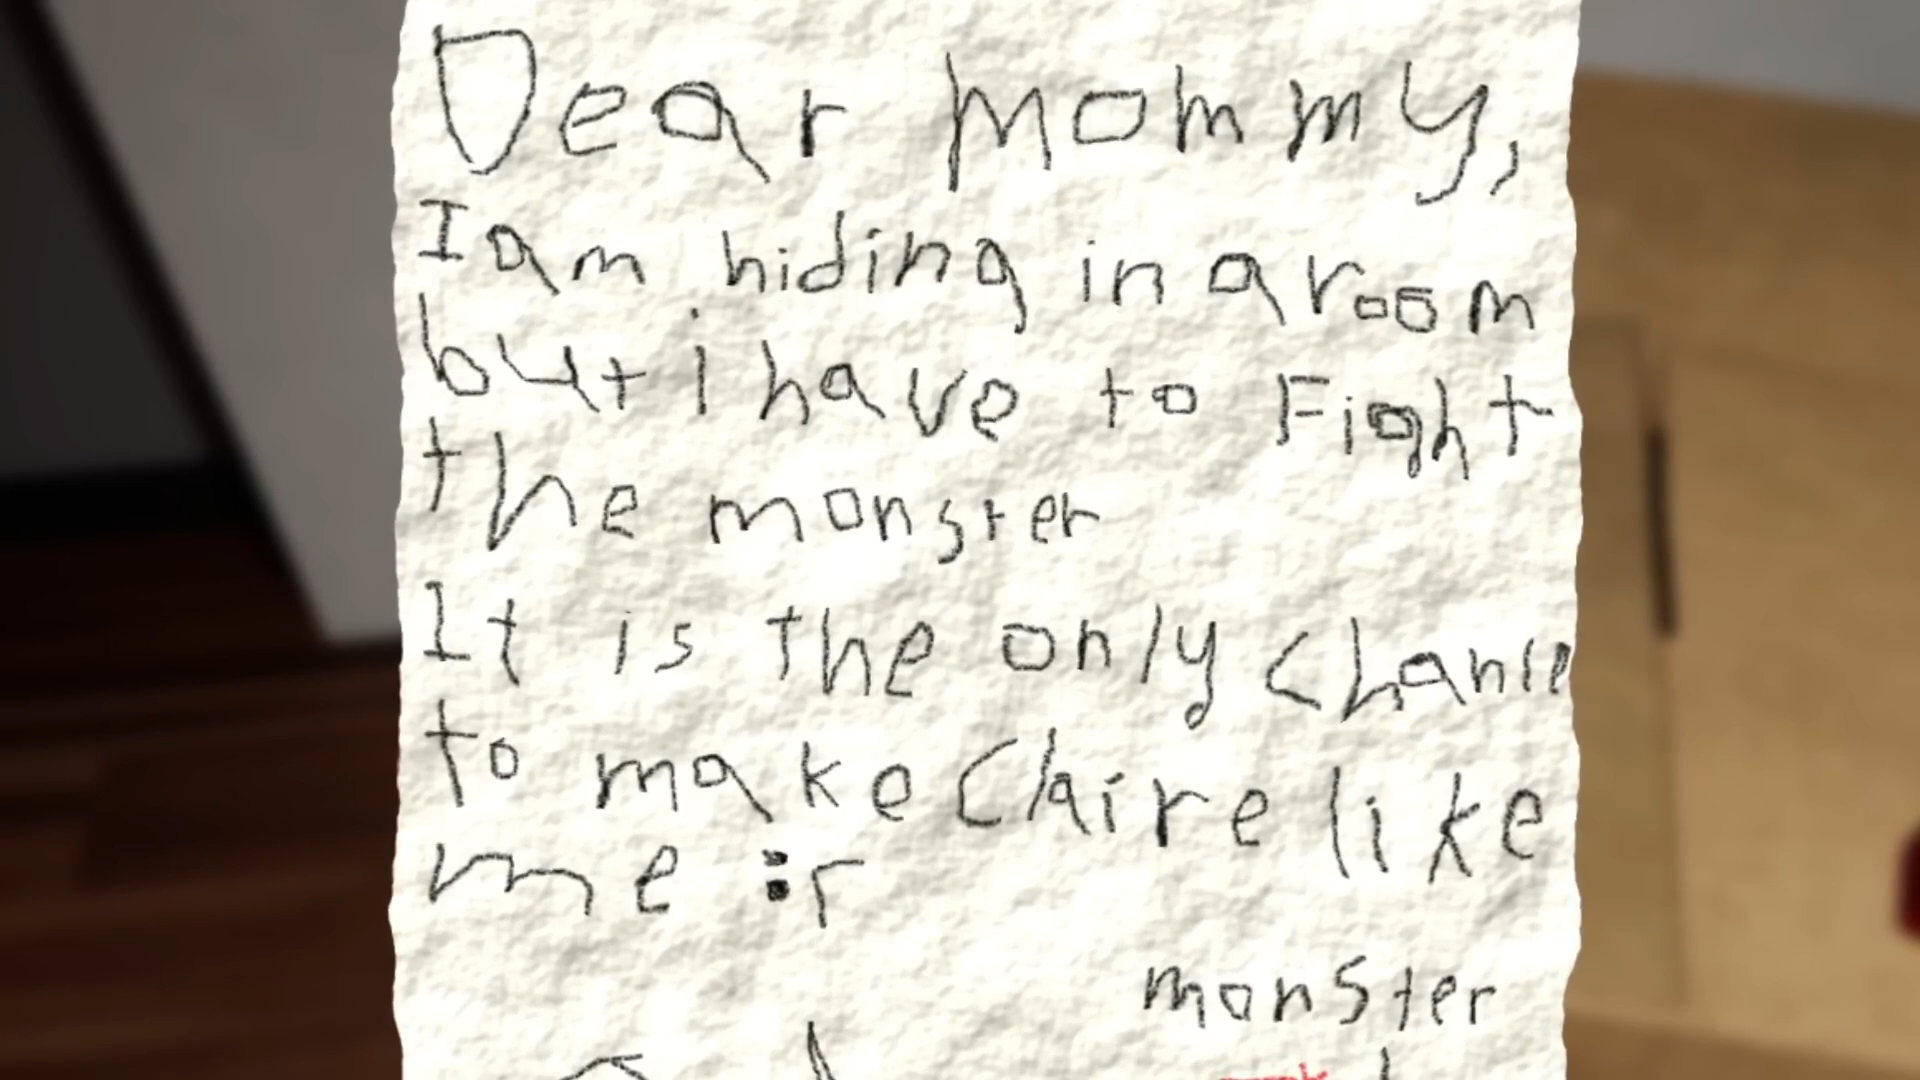 Dear Mommy,
I am hiding in a room
but i have to Fight
the monster
It is the only chance
to make Claire like
me :r
monster